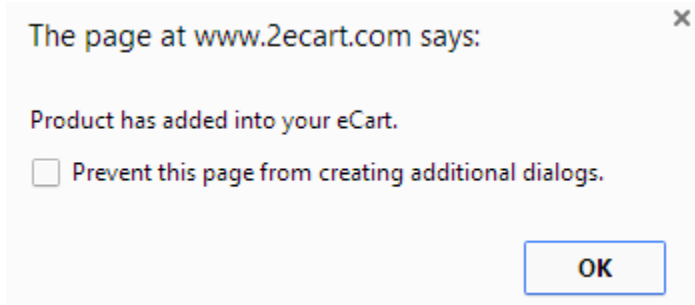 The page at www.2ecart.com says:
Product has added into your eCart.
Prevent this page from creating additional dialogs.
OK